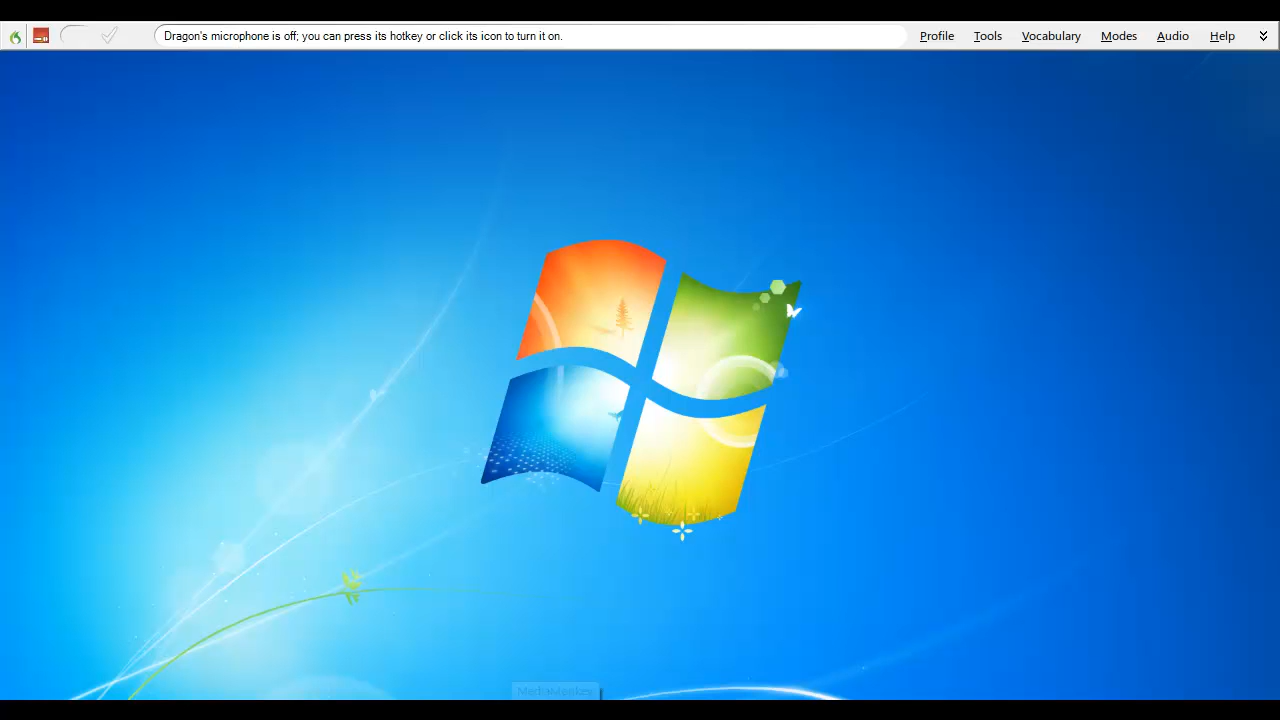 Dragon's microphone is off; you can press its hotkey or click its icon to turn it on.
Profile
Tools
Vocabulary
Modes
Audio
Help
MediaMonkey